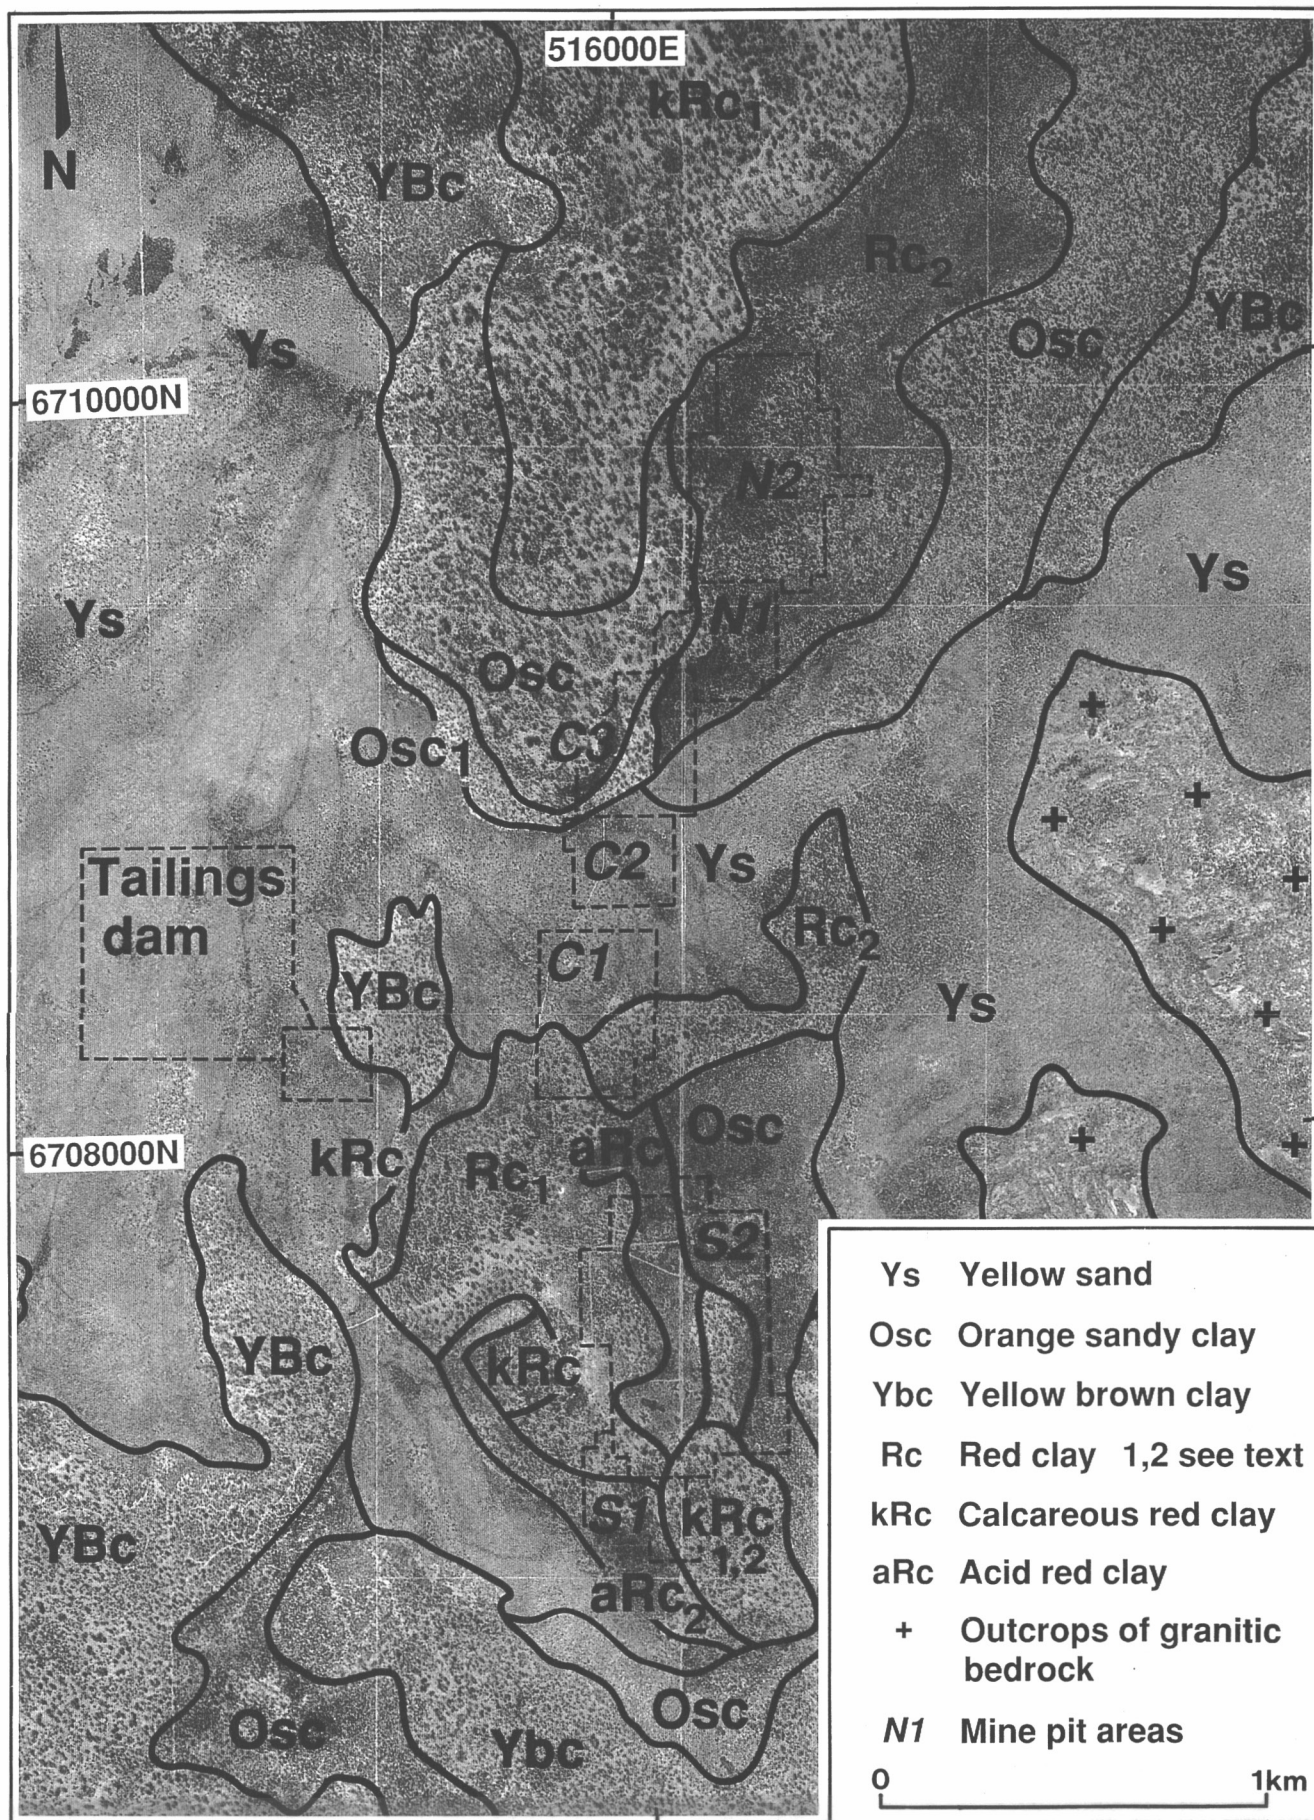 516000E
kRc1
N
YBc
Rc2
YBc
Osc
Ys
6710000N
N2
Ys
Ys
N1
Osc
Osc1
C3
C2
Ys
Tailings
dam
Rc2
C1
YBc
Ys
Osc
aRc
6708000N
kRc
Rc1
S2
YBc
kRc
S1
kRc
1,2
YBc
aRc2
Osc
Osc
Ybc
Ys Yellow sand
Osc Orange sandy clay
Ybc Yellow brown clay
Rc Red clay 1,2 see text
kRc Calcareous red clay
aRc Acid red clay
+ Outcrops of granitic
bedrock
N1 Mine pit areas
0 1km